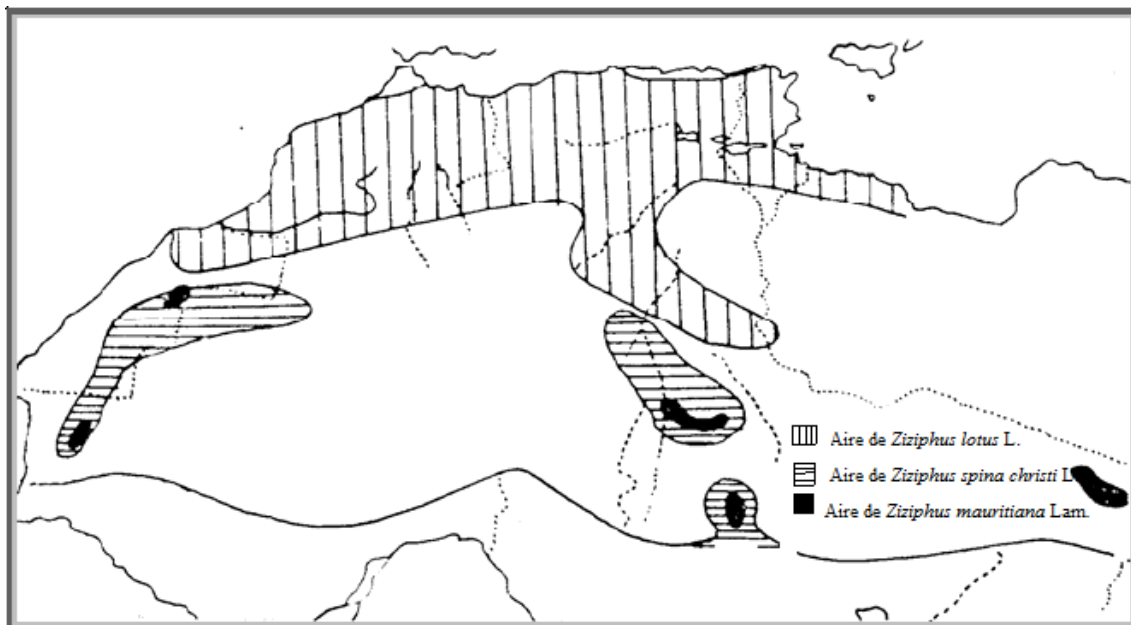 Aire de Ziziphus lotus L.
Aire de Ziziphus spina christi L
Aire de Ziziphus mauritiana Lam.